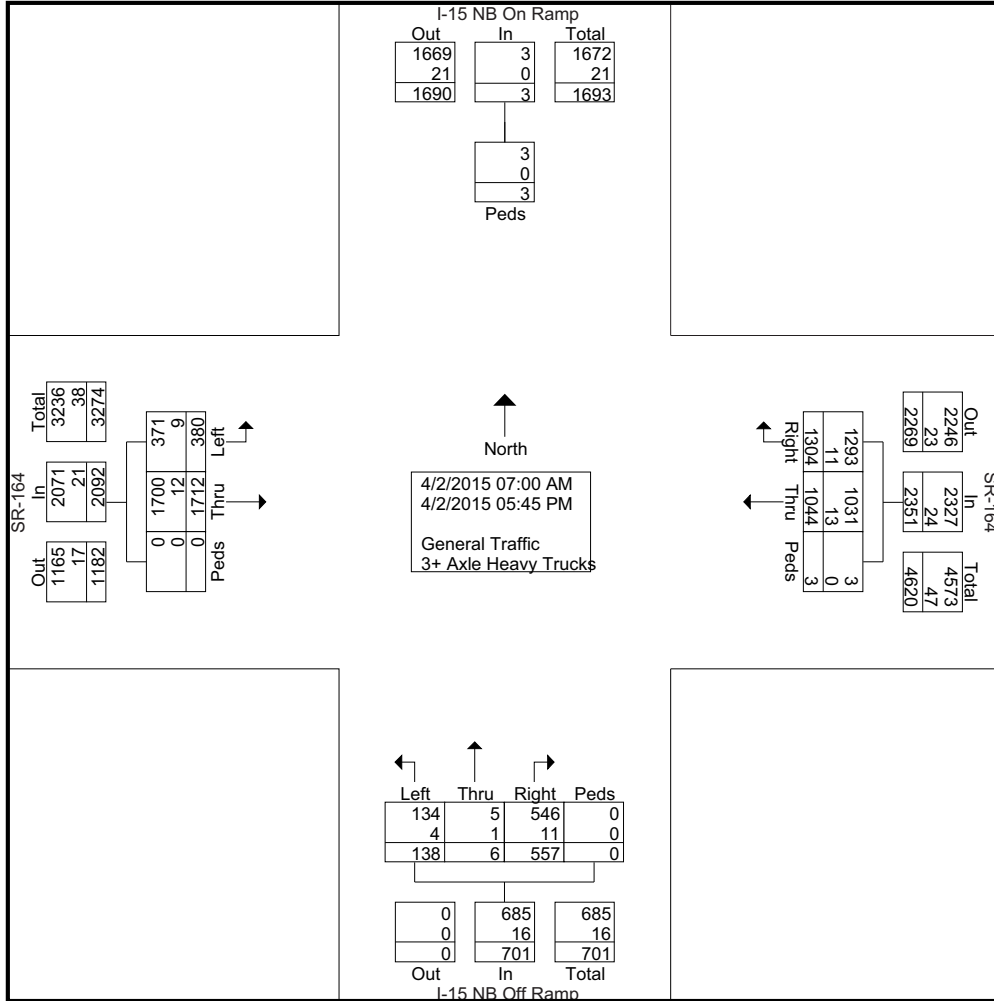 I-15 NB On Ramp
Out In Total
1669 3 1672
21 0 21
1690 3 1693
3
0
3
Peds
SR-164
Total In Out
3236 2071 1165
38 21 17
3274 2092 1182
Left Thru Peds
371 1700 0
9 12 0
380 1712 0
North
4/2/2015 07:00 AM
4/2/2015 05:45 PM
General Traffic
3+ Axle Heavy Trucks
SR-164
Out In Total
2246 2327 4573
23 24 47
2269 2351 4620
1293 1031 3
11 13 0
1304 1044 3
Right Thru Peds
Left Thru Right Peds
134 5 546 0
4 1 11 0
138 6 557 0
0 685 685
0 16 16
0 701 701
Out In Total
I-15 NB Off Ramp